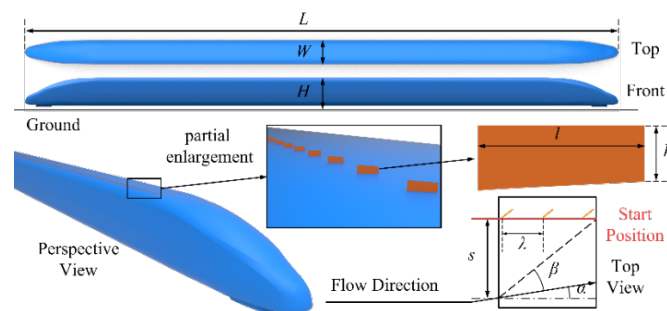 L
W
Top
H
Front
Ground
partial
enlargement
l
Perspective
View
Start
Position
λ
s
β
Top
View
Flow Direction
α